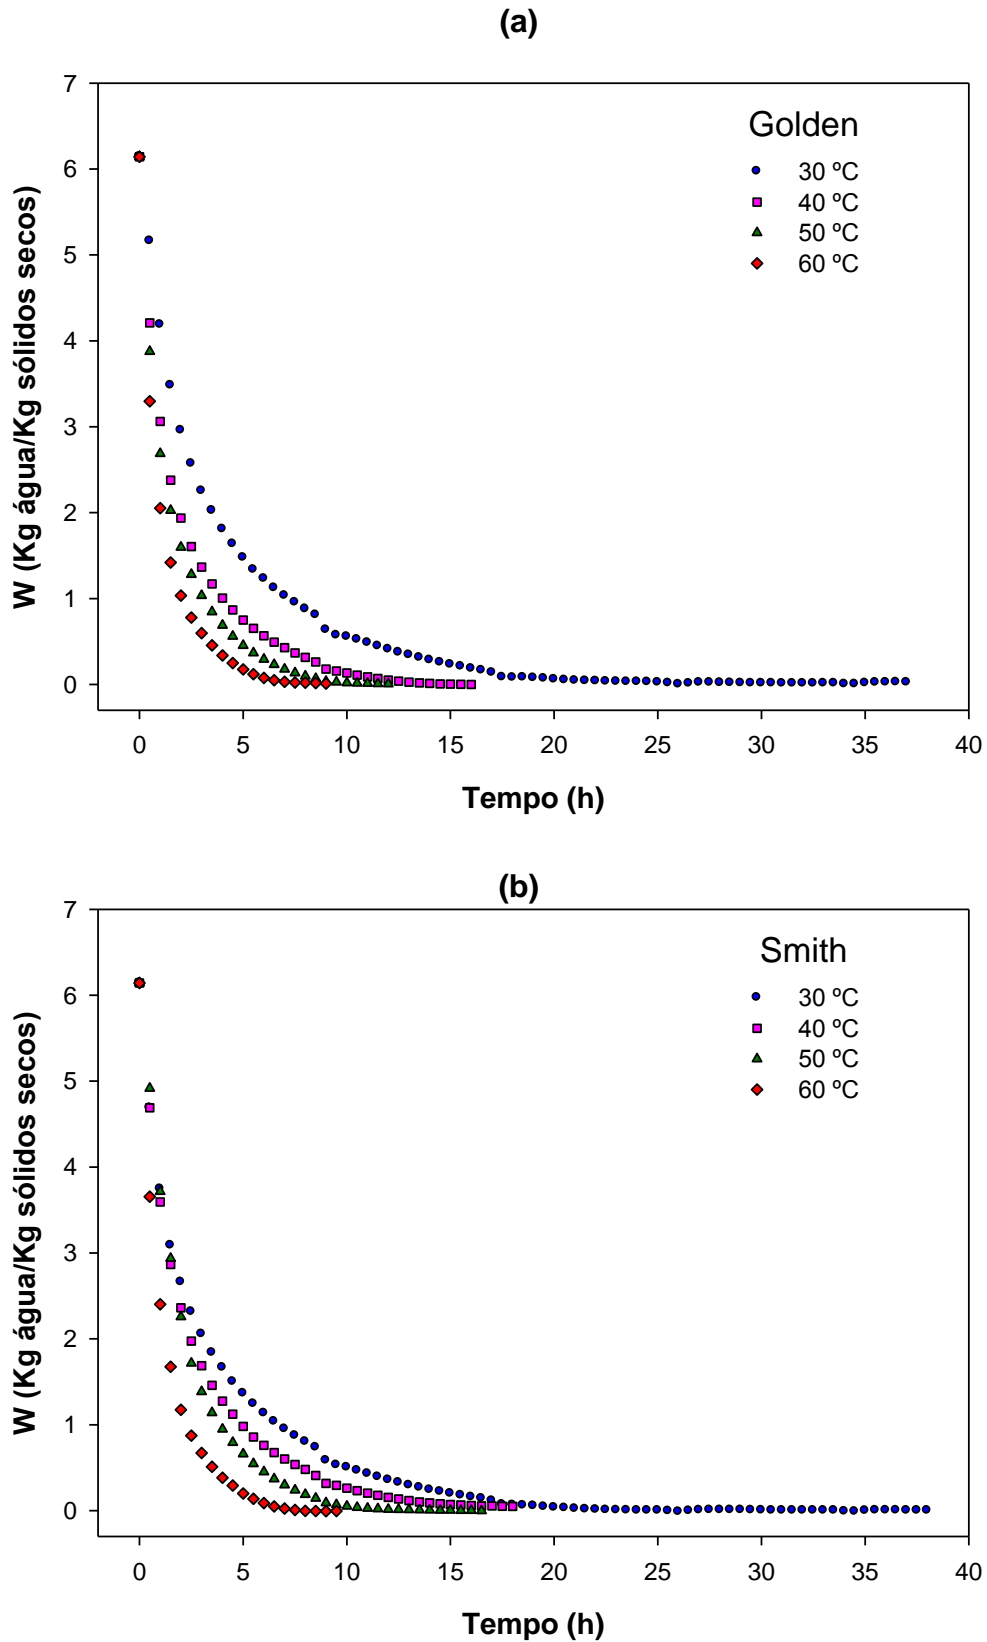 (a)
W (Kg água/Kg sólidos secos)
7
6
5
4
3
2
1
0
Golden
30 ºC
40 ºC
50 ºC
60 ºC
0 5 10 15 20 25 30 35 40
Tempo (h)
(b)
W (Kg água/Kg sólidos secos)
7
6
5
4
3
2
1
0
Smith
30 ºC
40 ºC
50 ºC
60 ºC
0 5 10 15 20 25 30 35 40
Tempo (h)